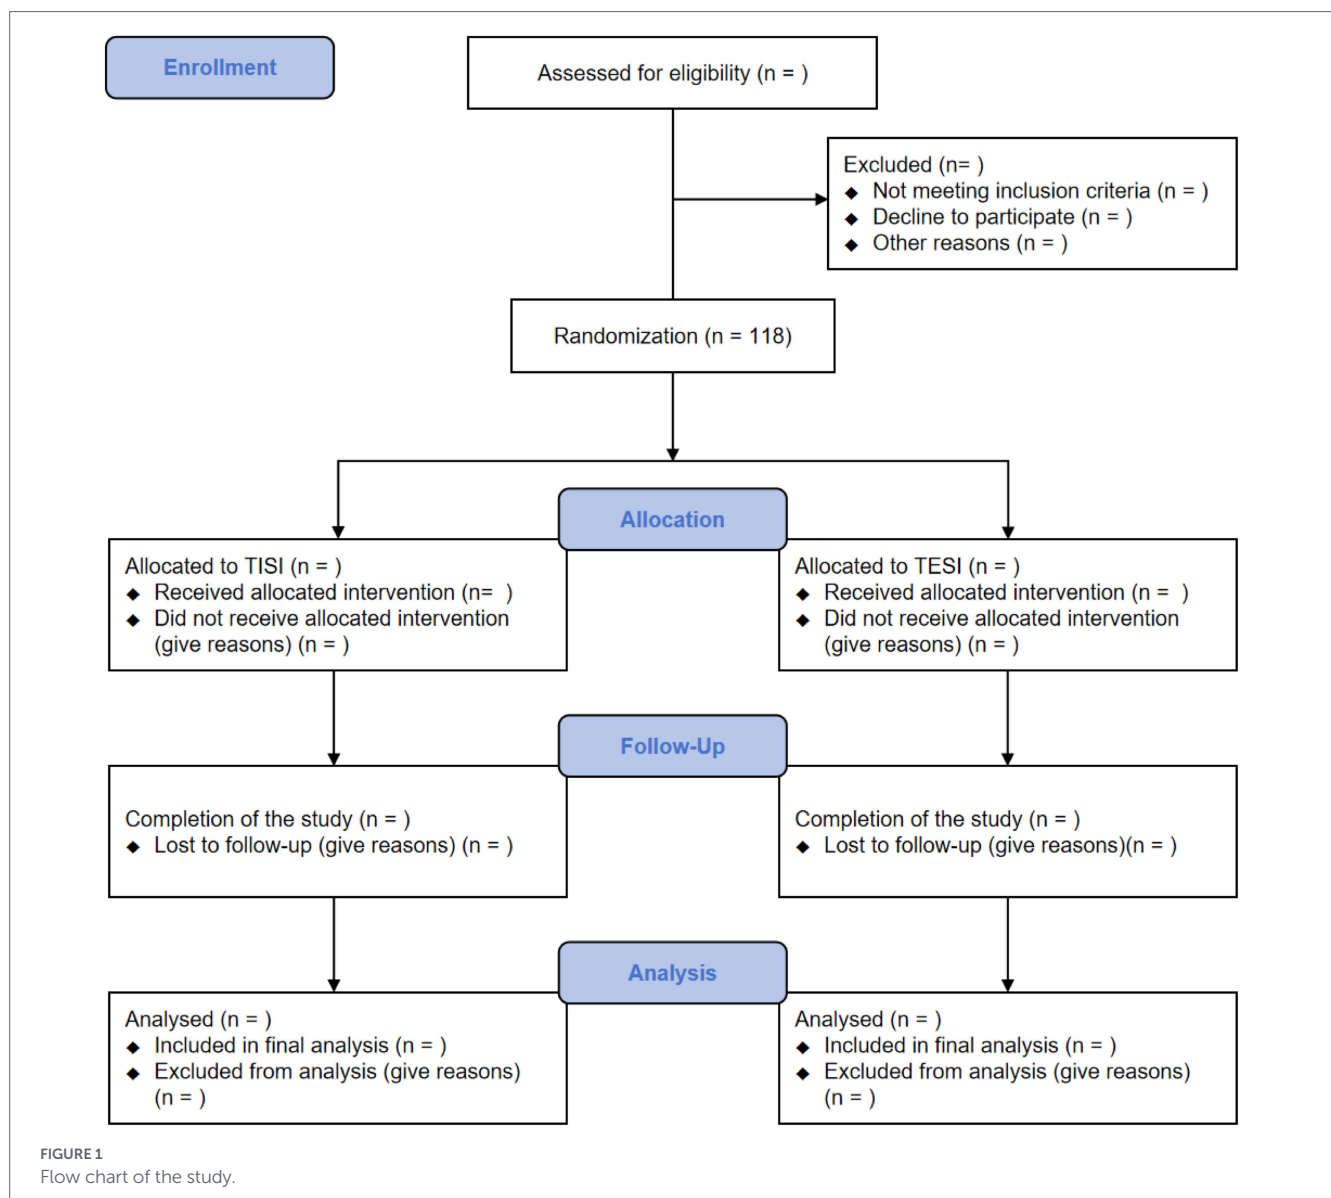 Enrollment
Assessed for eligibility (n = )
Excluded (n= )
◆ Not meeting inclusion criteria (n = )
◆ Decline to participate (n = )
◆ Other reasons (n = )
Randomization (n = 118)
Allocation
Allocated to TISI (n = )
◆ Received allocated intervention (n= )
◆ Did not receive allocated intervention
(give reasons) (n = )
Allocated to TESI (n = )
◆ Received allocated intervention (n = )
◆ Did not receive allocated intervention
(give reasons) (n = )
Follow-Up
Completion of the study (n = )
◆ Lost to follow-up (give reasons) (n = )
Completion of the study (n = )
◆ Lost to follow-up (give reasons)(n = )
Analysis
Analysed (n = )
◆ Included in final analysis (n = )
◆ Excluded from analysis (give reasons)
(n = )
Analysed (n = )
◆ Included in final analysis (n = )
◆ Excluded from analysis (give reasons)
(n = )
FIGURE 1
Flow chart of the study.